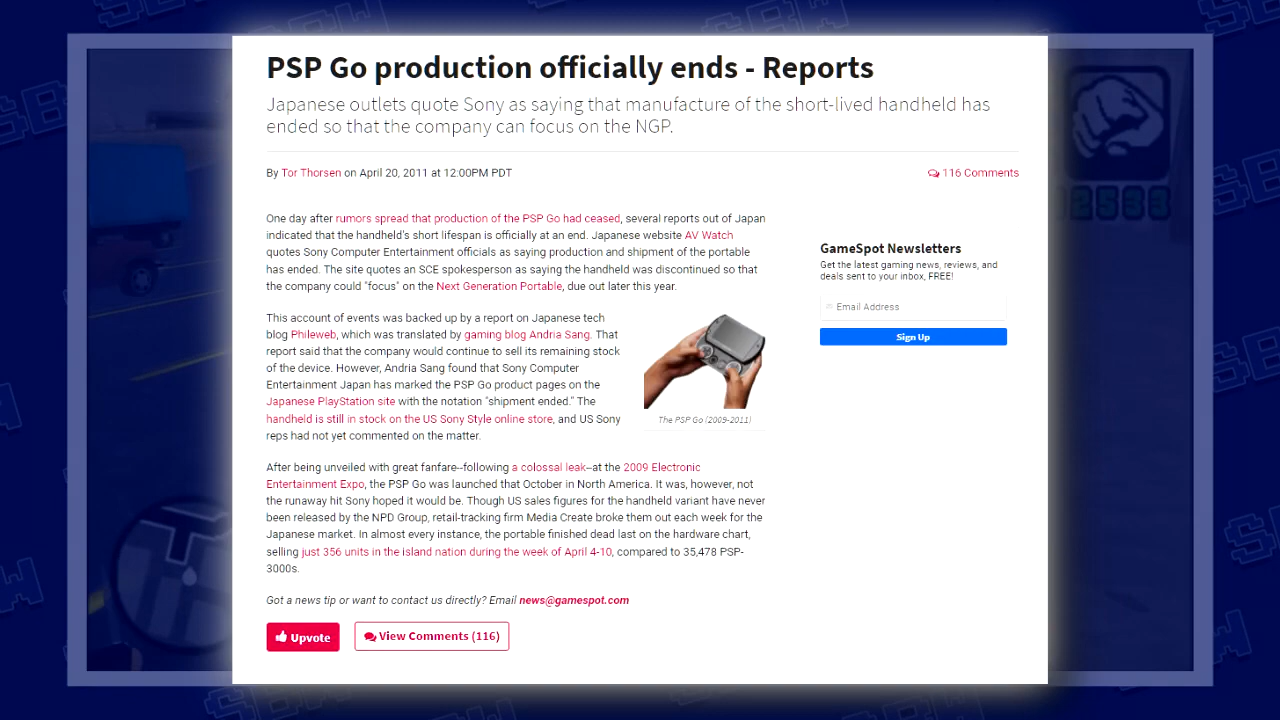 PSP Go production officially ends - Reports
Japanese outlets quote Sony as saying that manufacture of the short-lived handheld has
ended so that the company can focus on the NGP.
By Tor Thorsen on April 20, 2011 at 12:00PM PDT
116 Comments
One day after rumors spread that production of the PSP Go had ceased, several reports out of Japan
indicated that the handheld's short lifespan is officially at an end. Japanese website AV Watch
quotes Sony Computer Entertainment officials as saying production and shipment of the portable
has ended. The site quotes an SCE spokesperson as saying the handheld was discontinued so that
the company could "focus" on the Next Generation Portable, due out later this year.
This account of events was backed up by a report on Japanese tech
blog Phileweb, which was translated by gaming blog Andria Sang. That
report said that the company would continue to sell its remaining stock
of the device. However, Andria Sang found that Sony Computer
Entertainment Japan has marked the PSP Go product pages on the
Japanese PlayStation site with the notation "shipment ended." The
handheld is still in stock on the US Sony Style online store, and US Sony
reps had not yet commented on the matter.
The PSP Go (2009-2011)
After being unveiled with great fanfare--following a colossal leak--at the 2009 Electronic
Entertainment Expo, the PSP Go was launched that October in North America. It was, however, not
the runaway hit Sony hoped it would be. Though US sales figures for the handheld variant have never
been released by the NPD Group, retail-tracking firm Media Create broke them out each week for the
Japanese market. In almost every instance, the portable finished dead last on the hardware chart,
selling just 356 units in the island nation during the week of April 4-10, compared to 35,478 PSP-
3000s.
Got a news tip or want to contact us directly? Email news@gamespot.com
Upvote
View Comments (116)
GameSpot Newsletters
Get the latest gaming news, reviews, and
deals sent to your inbox, FREE!
Email Address
Sign Up
SBW
SBW
SBW
SBW
SBW